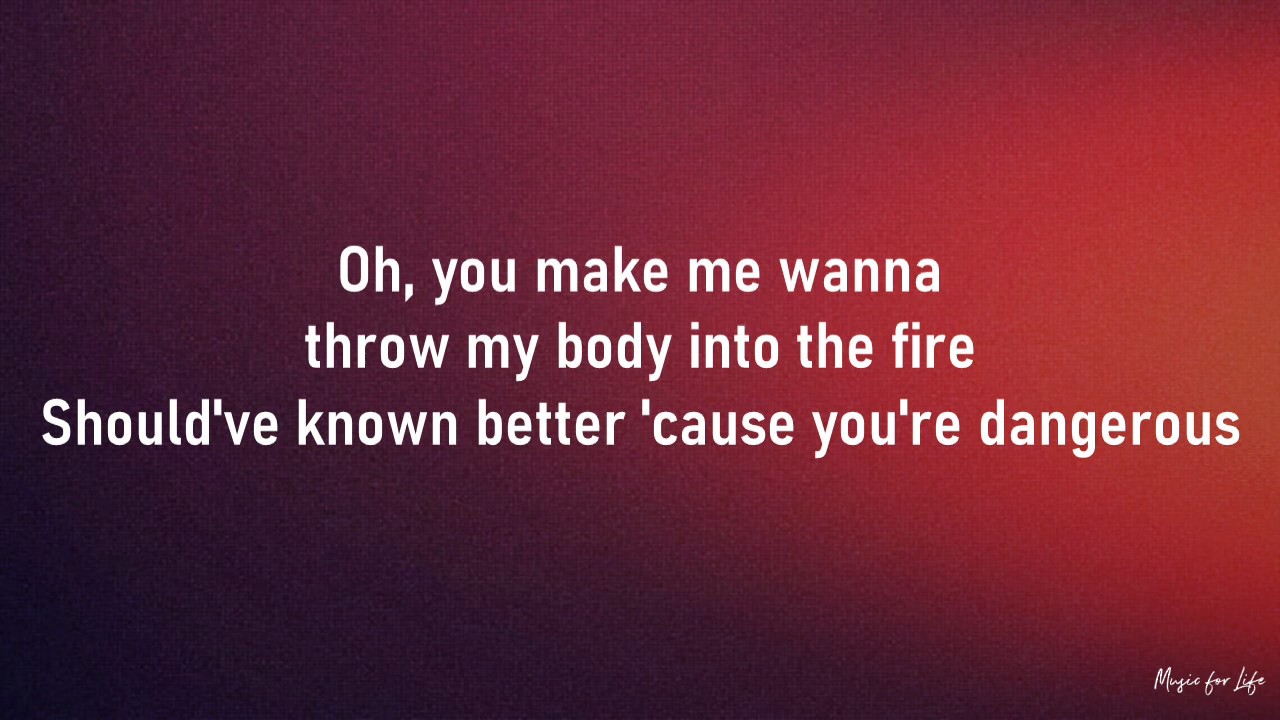 Oh, you make me wanna
throw my body into the fire
Should've known better 'cause you're dangerous
Music for Life